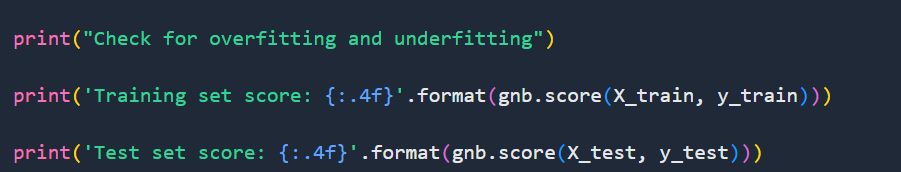 print("Check for overfitting and underfitting")
print('Training set score: {:.4f}'.format(gnb.score(X_train, y_train)))
print('Test set score: {:.4f}'.format(gnb.score(X_test, y_test)))